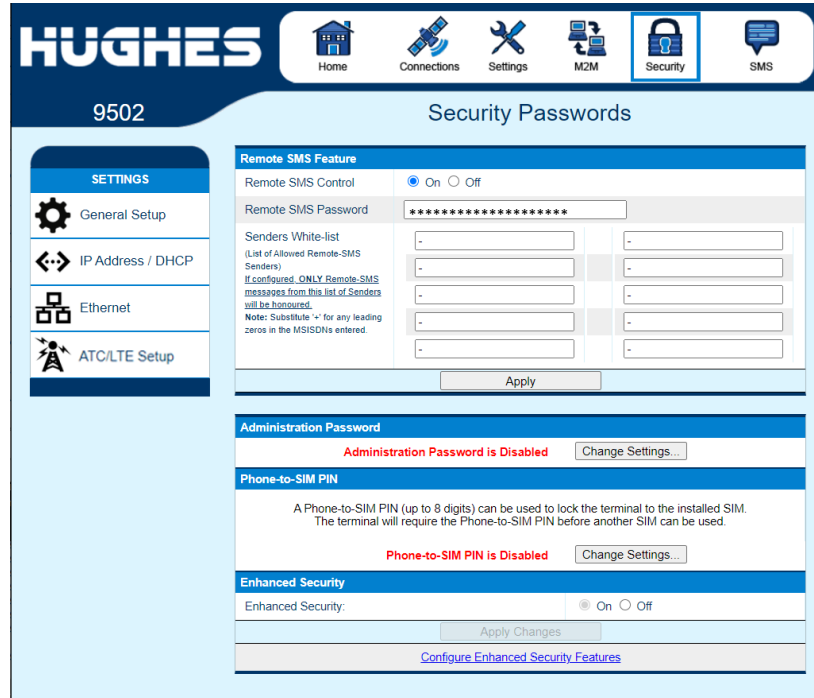 HUGHES
Home
Connections
Settings
M2M
Security
SMS
9502
Security Passwords
SETTINGS
General Setup
IP Address / DHCP
Ethernet
ATC/LTE Setup
Remote SMS Feature
Remote SMS Control
On Off
Remote SMS Password
********************
Senders White-list
(List of Allowed Remote-SMS
Senders)
If configured, ONLY Remote-SMS
messages from this list of Senders
will be honoured.
Note: Substitute '+' for any leading
zeros in the MSISDNs entered.
- -
- -
- -
- -
- -
Apply
Administration Password
Administration Password is Disabled Change Settings...
Phone-to-SIM PIN
A Phone-to-SIM PIN (up to 8 digits) can be used to lock the terminal to the installed SIM.
The terminal will require the Phone-to-SIM PIN before another SIM can be used.
Phone-to-SIM PIN is Disabled Change Settings...
Enhanced Security
Enhanced Security: On Off
Apply Changes
Configure Enhanced Security Features